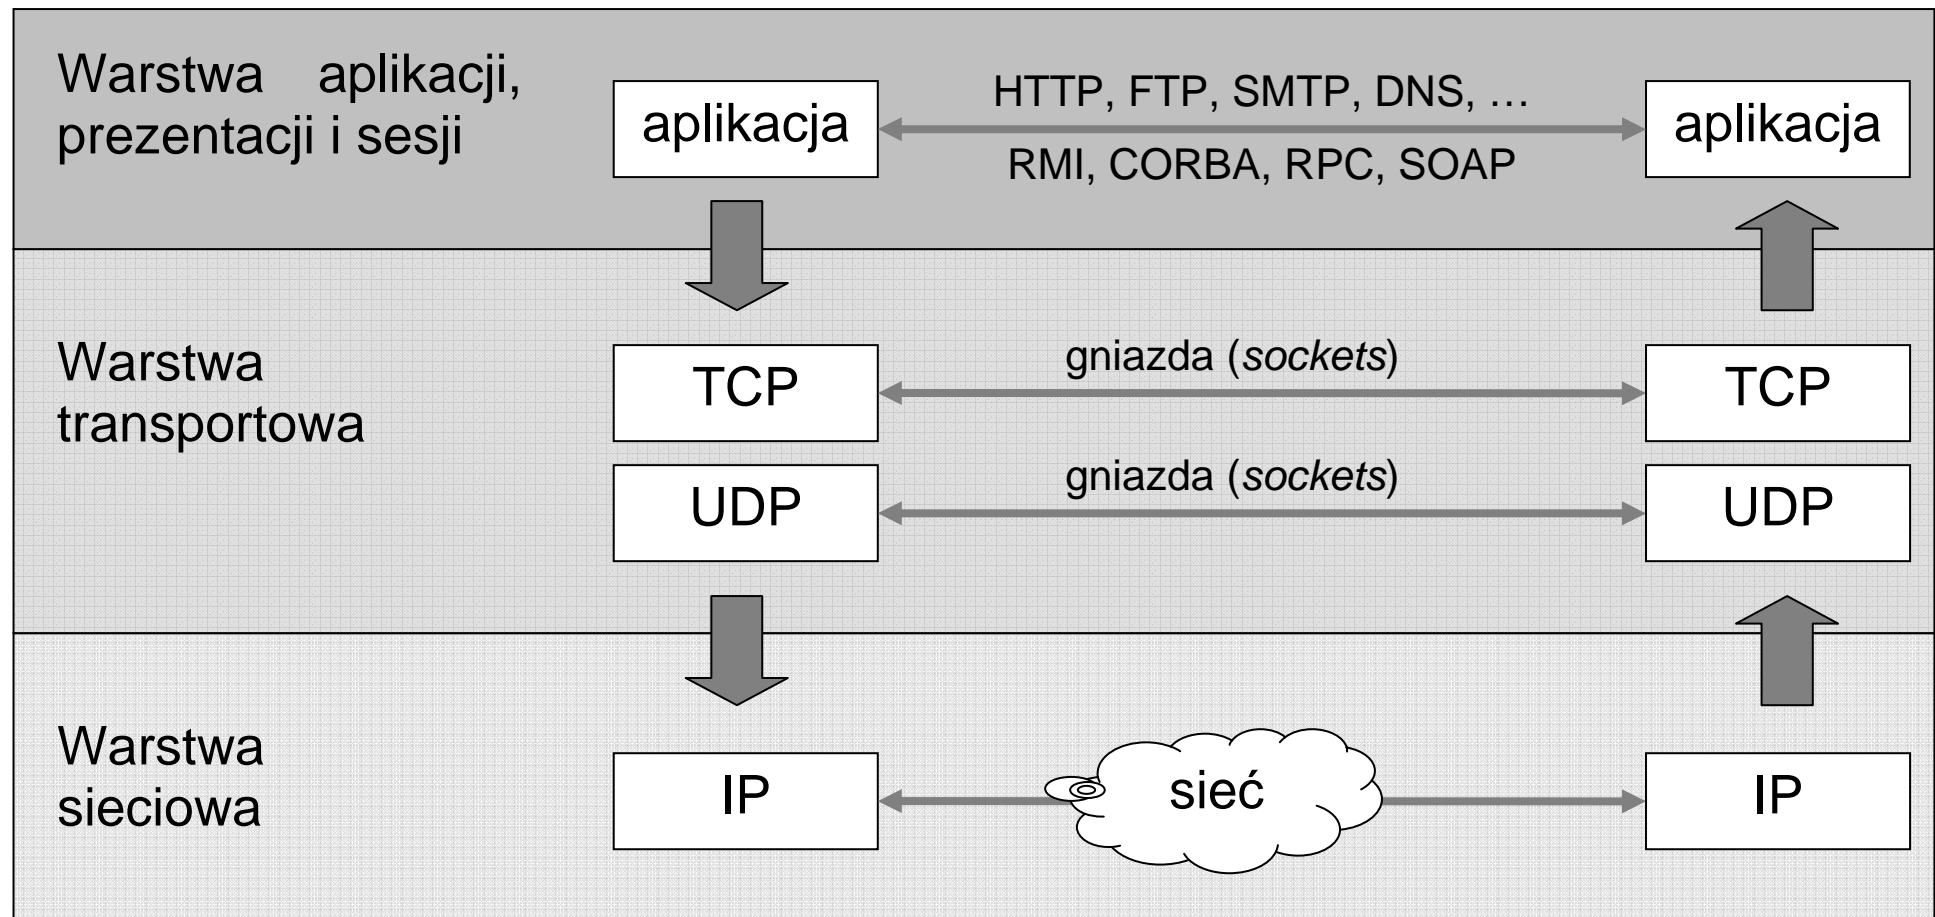 Warstwa aplikacji,
prezentacji i sesji
aplikacja
HTTP, FTP, SMTP, DNS, …
RMI, CORBA, RPC, SOAP
aplikacja
Warstwa
transportowa
TCP
gniazda (sockets)
TCP
UDP
gniazda (sockets)
UDP
Warstwa
sieciowa
IP
sieć
IP